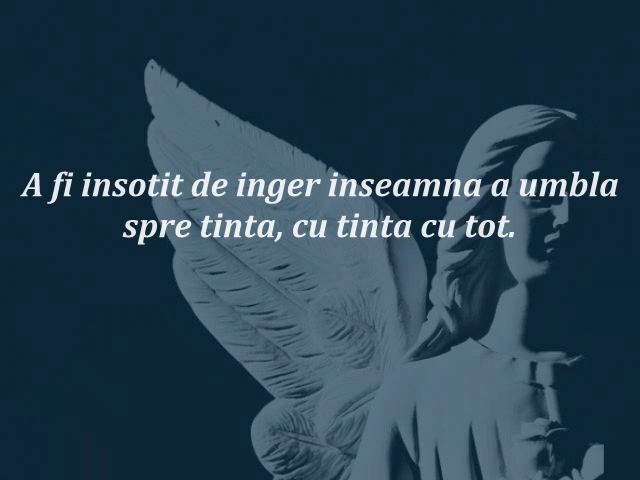 A fi insotit de inger inseamna a umbla
spre tinta, cu tinta cu tot.